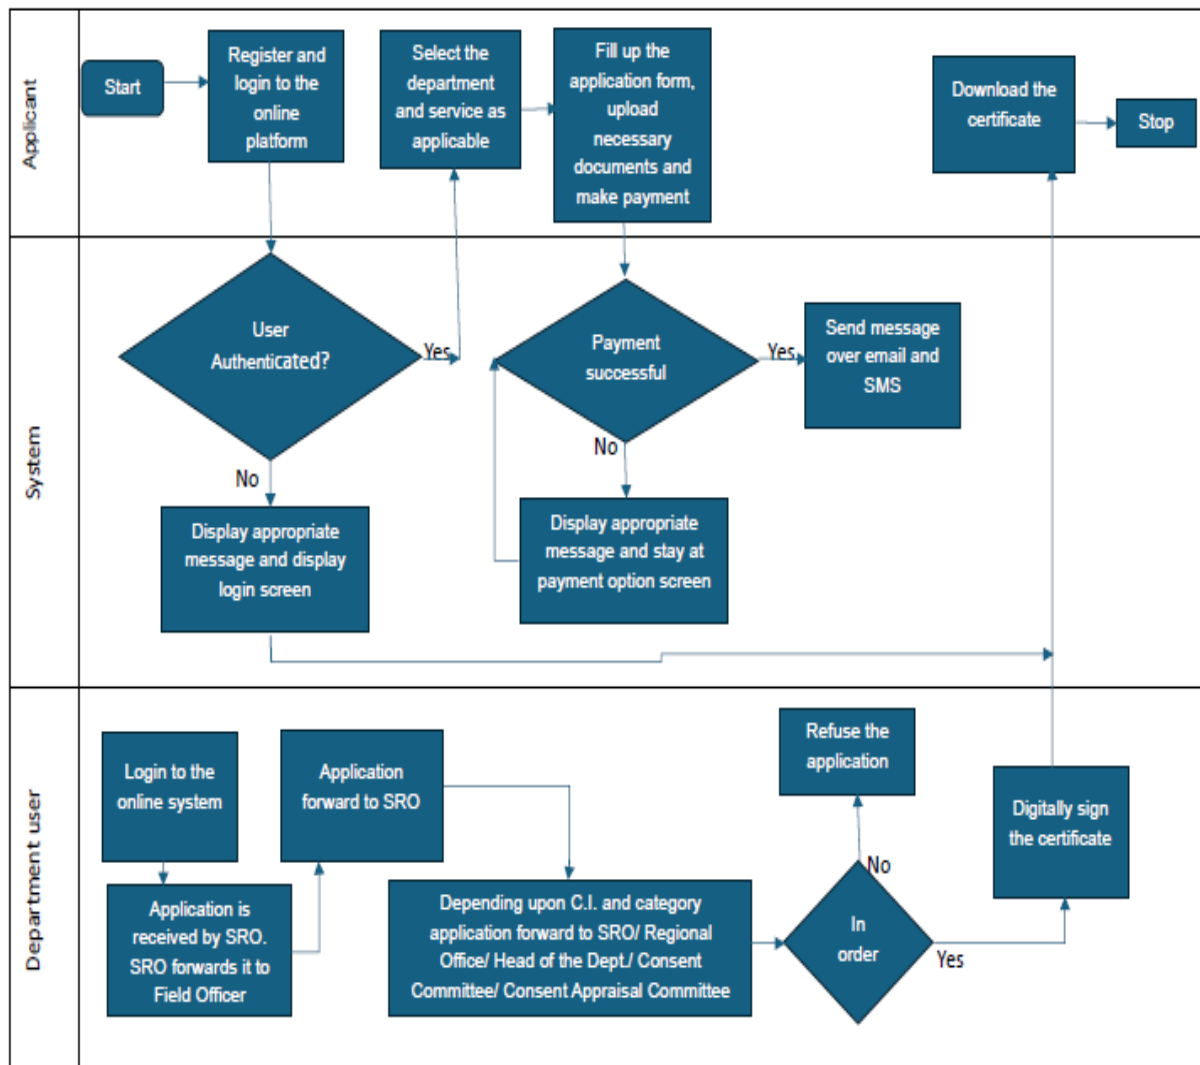 Applicant
Start
Register and
login to the
online
platform
Select the
department
and service as
applicable
Fill up the
application form,
upload
necessary
documents and
make payment
Download the
certificate
Stop
System
User
Authenticated?
Yes
No
Display appropriate
message and display
login screen
Payment
successful
Yes
No
Send message
over email and
SMS
Display appropriate
message and stay at
payment option screen
Department user
Login to the
online system
Application is
received by SRO.
SRO forwards it to
Field Officer
Application
forward to SRO
Depending upon C.I. and category
application forward to SRO/ Regional
Office/ Head of the Dept./ Consent
Committee/ Consent Appraisal Committee
In
order
No
Refuse the
application
Yes
Digitally sign
the certificate